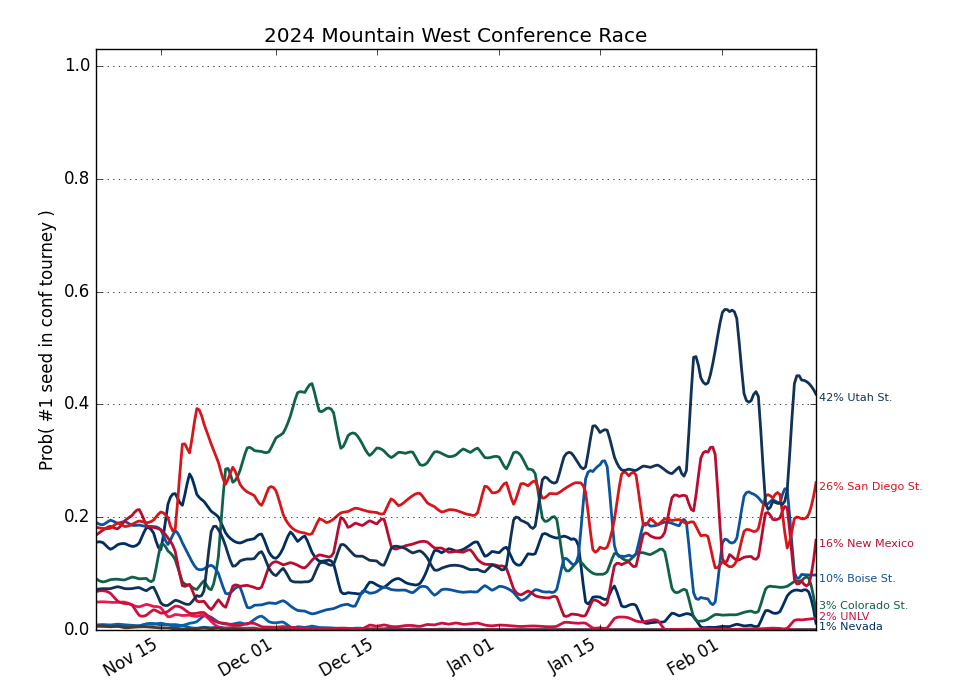 2024 Mountain West Conference Race
Prob( #1 seed in conf tourney )
1.0
0.8
0.6
0.4
0.2
0.0
42% Utah St.
26% San Diego St.
16% New Mexico
10% Boise St.
3% Colorado St.
2% UNLV
1% Nevada
Nov 15
Dec 01
Dec 15
Jan 01
Jan 15
Feb 01